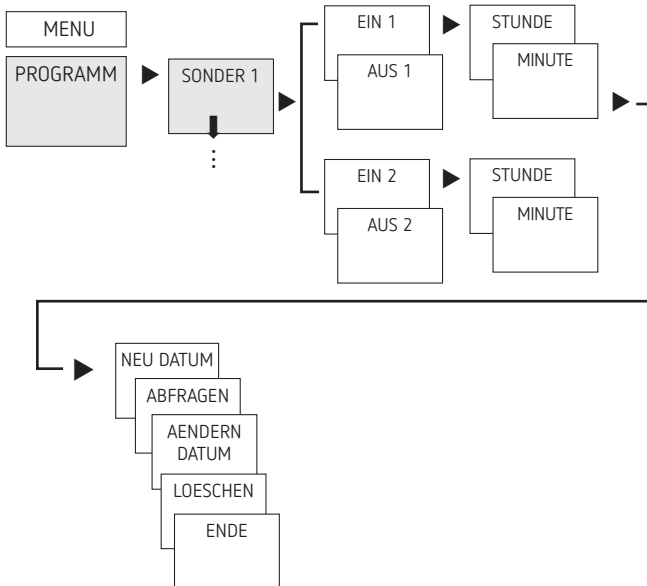 MENU
PROGRAMM
SONDER 1
EIN 1
AUS 1
STUNDE
MINUTE
EIN 2
AUS 2
STUNDE
MINUTE
NEU DATUM
ABFRAGEN
AENDERN
DATUM
LOESCHEN
ENDE